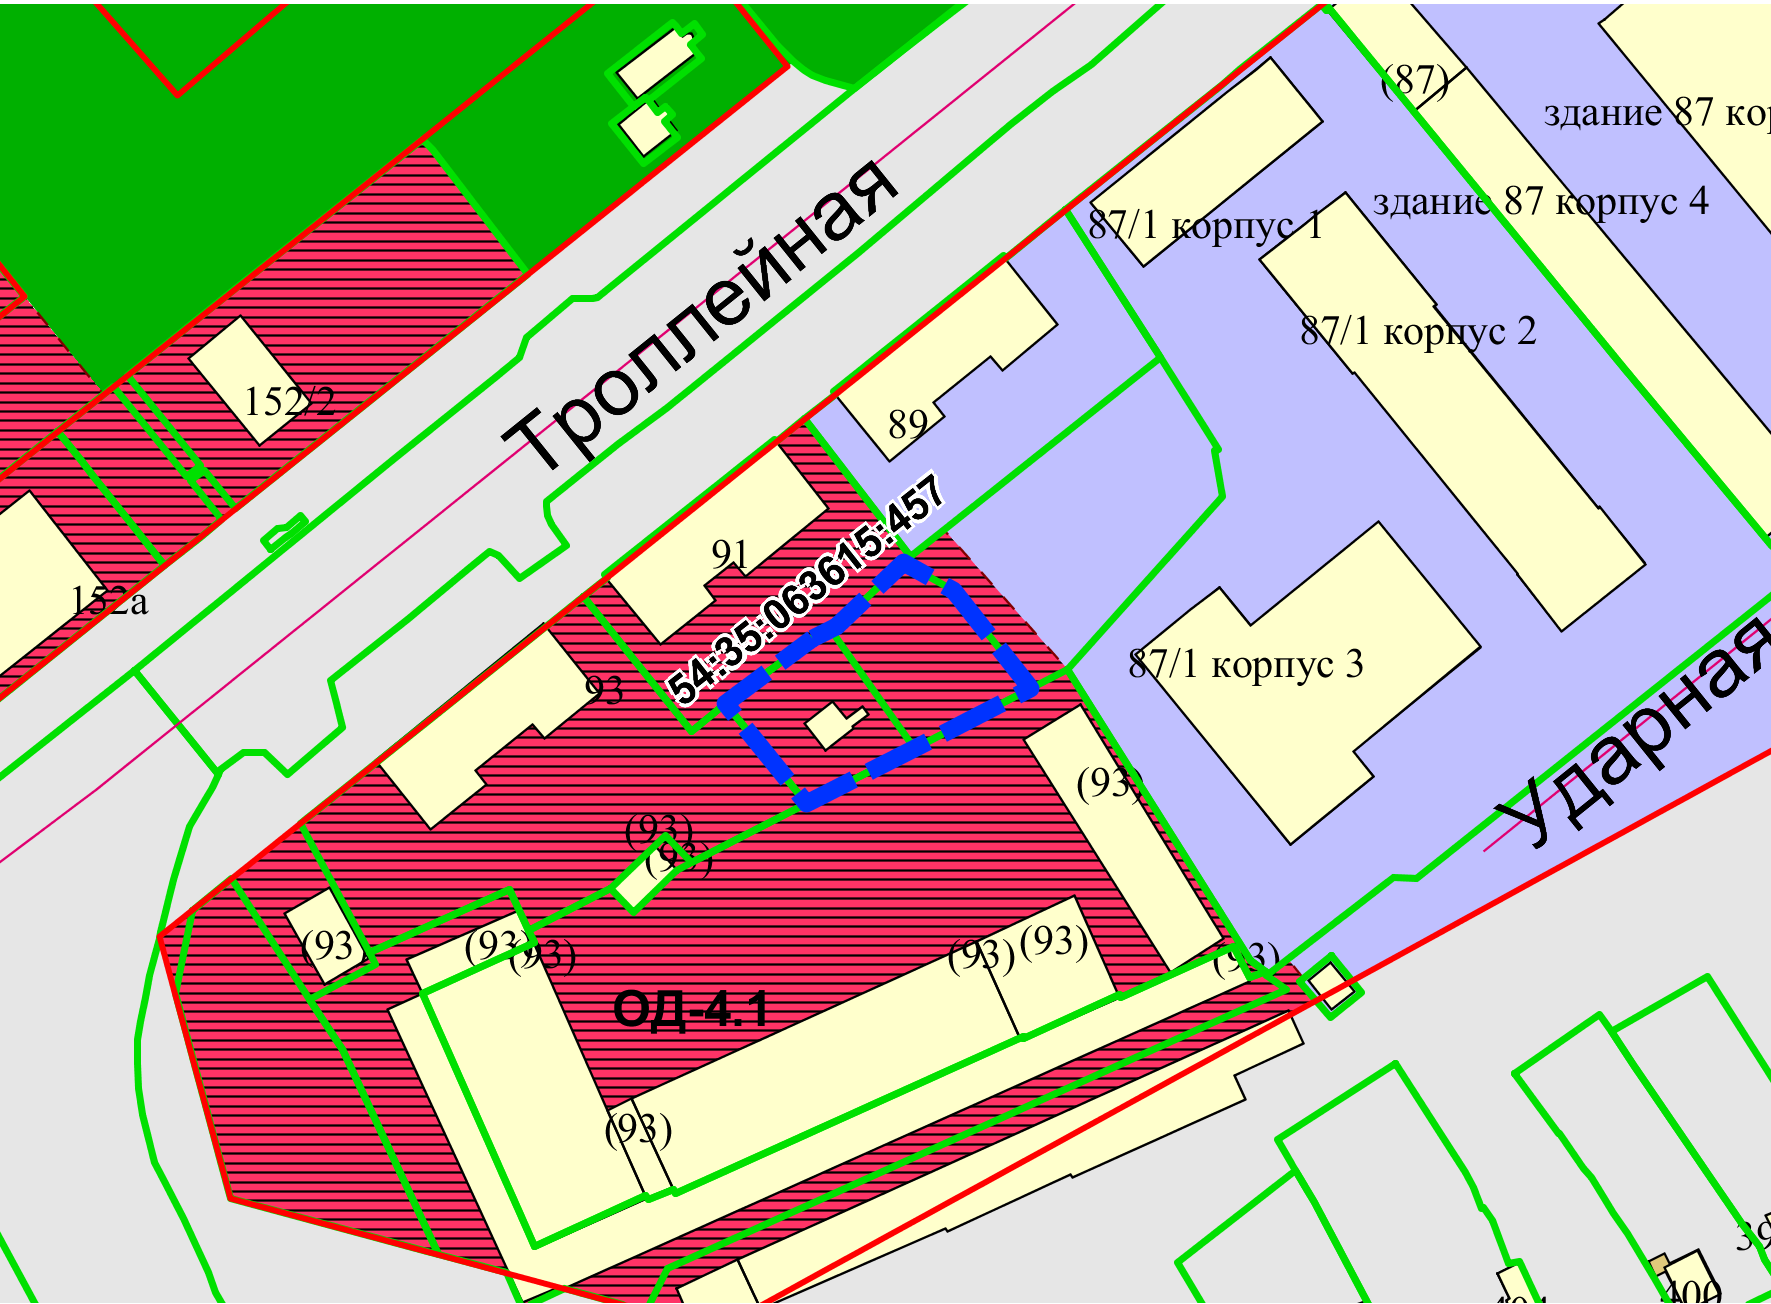 (87)
здание 87 кор
здание 87 корпус 4
87/1 корпус 1
Троллейная
87/1 корпус 2
152/2
89
54:35:063615:457
91
152а
93
87/1 корпус 3
Ударная
(93)
(93)
(93)
(93)
(93)
(93)
(93)
(93)
(93)
ОД-4.1
(93)
39
400